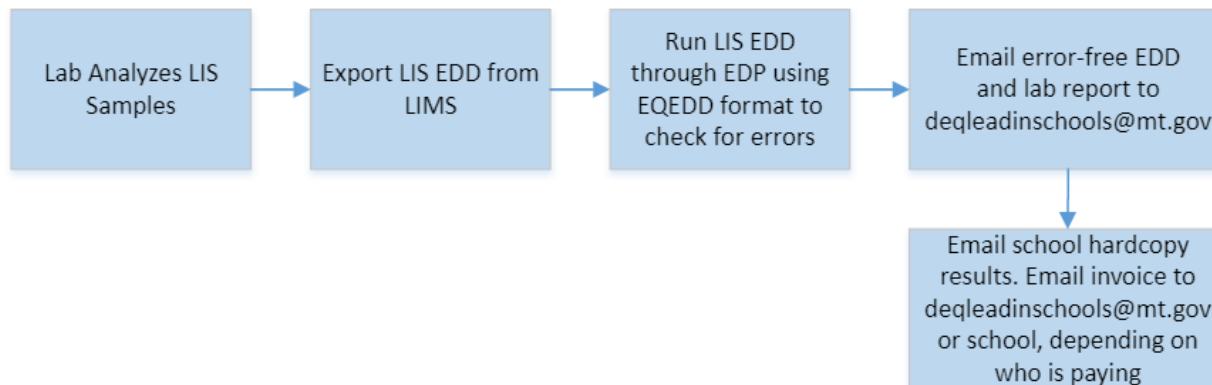 Lab Analyzes LIS
Samples
Export LIS EDD from
LIMS
Run LIS EDD
through EDP using
EQEDD format to
check for errors
Email error-free EDD
and lab report to
deqleadinschools@mt.gov
Email school hardcopy
results. Email invoice to
deqleadinschools@mt.gov
or school, depending on
who is paying